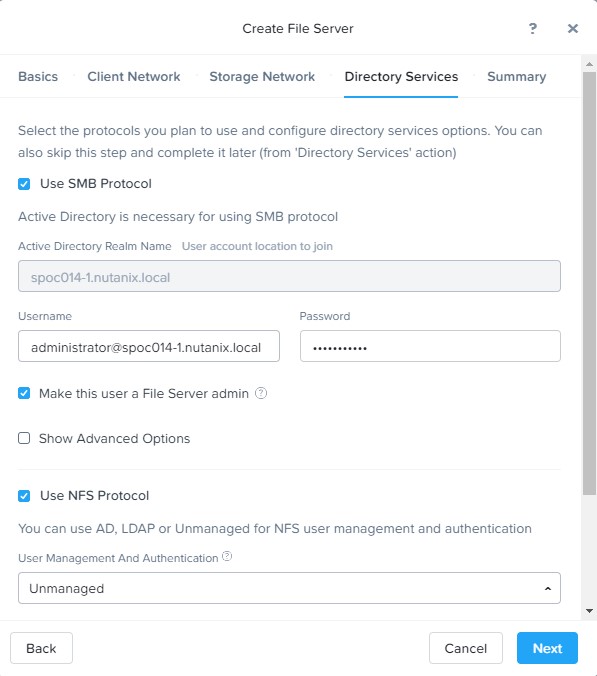 Create File Server
?
Basics Client Network Storage Network Directory Services Summary
Select the protocols you plan to use and configure directory services options. You can
also skip this step and complete it later (from 'Directory Services' action)
Use SMB Protocol
Active Directory is necessary for using SMB protocol
Active Directory Realm Name User account location to join
spoc014-1.nutanix.local
Username Password
administrator@spoc014-1.nutanix.local •••••••••••
Make this user a File Server admin ?
Show Advanced Options
Use NFS Protocol
You can use AD, LDAP or Unmanaged for NFS user management and authentication
User Management And Authentication ?
Unmanaged
Back Cancel Next